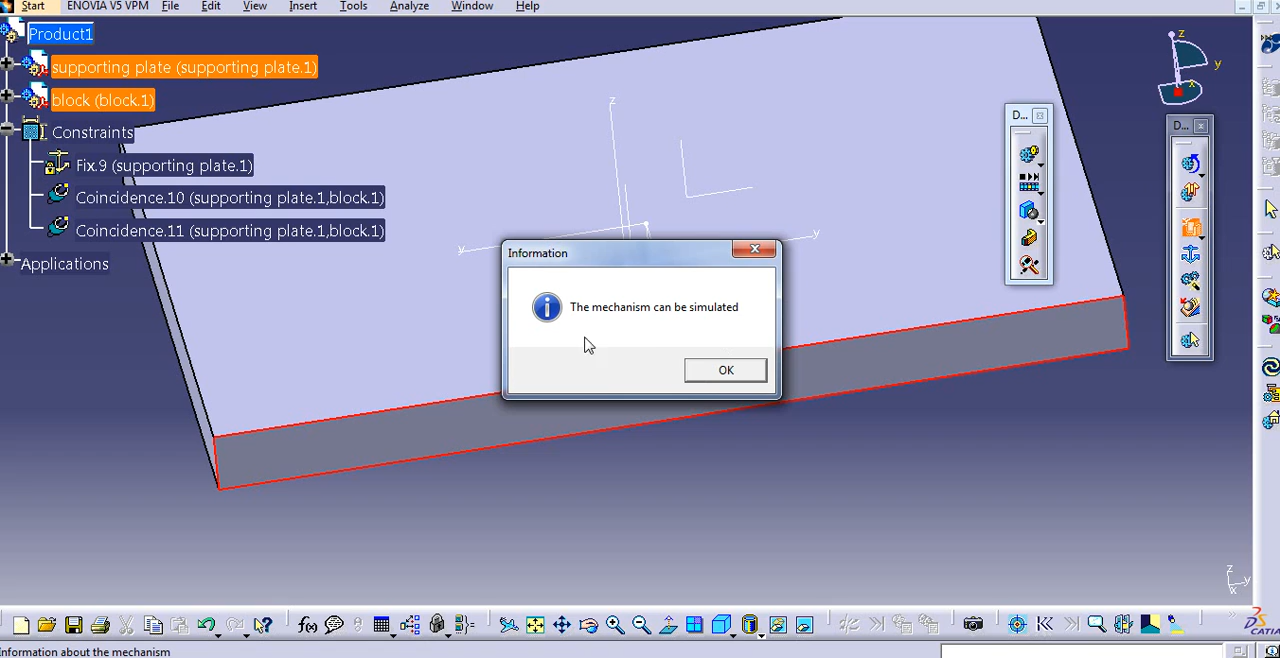 Start ENOVIA V5 VPM File Edit View Insert Tools Analyze Window Help
Product1
supporting plate (supporting plate.1)
block (block.1)
Constraints
Fix.9 (supporting plate.1)
Coincidence.10 (supporting plate.1,block.1)
Coincidence.11 (supporting plate.1,block.1)
Applications
z
y
y
z
y
x
D...
D...
Information
The mechanism can be simulated
OK
z
y
x
f(x)
CATIA
Information about the mechanism